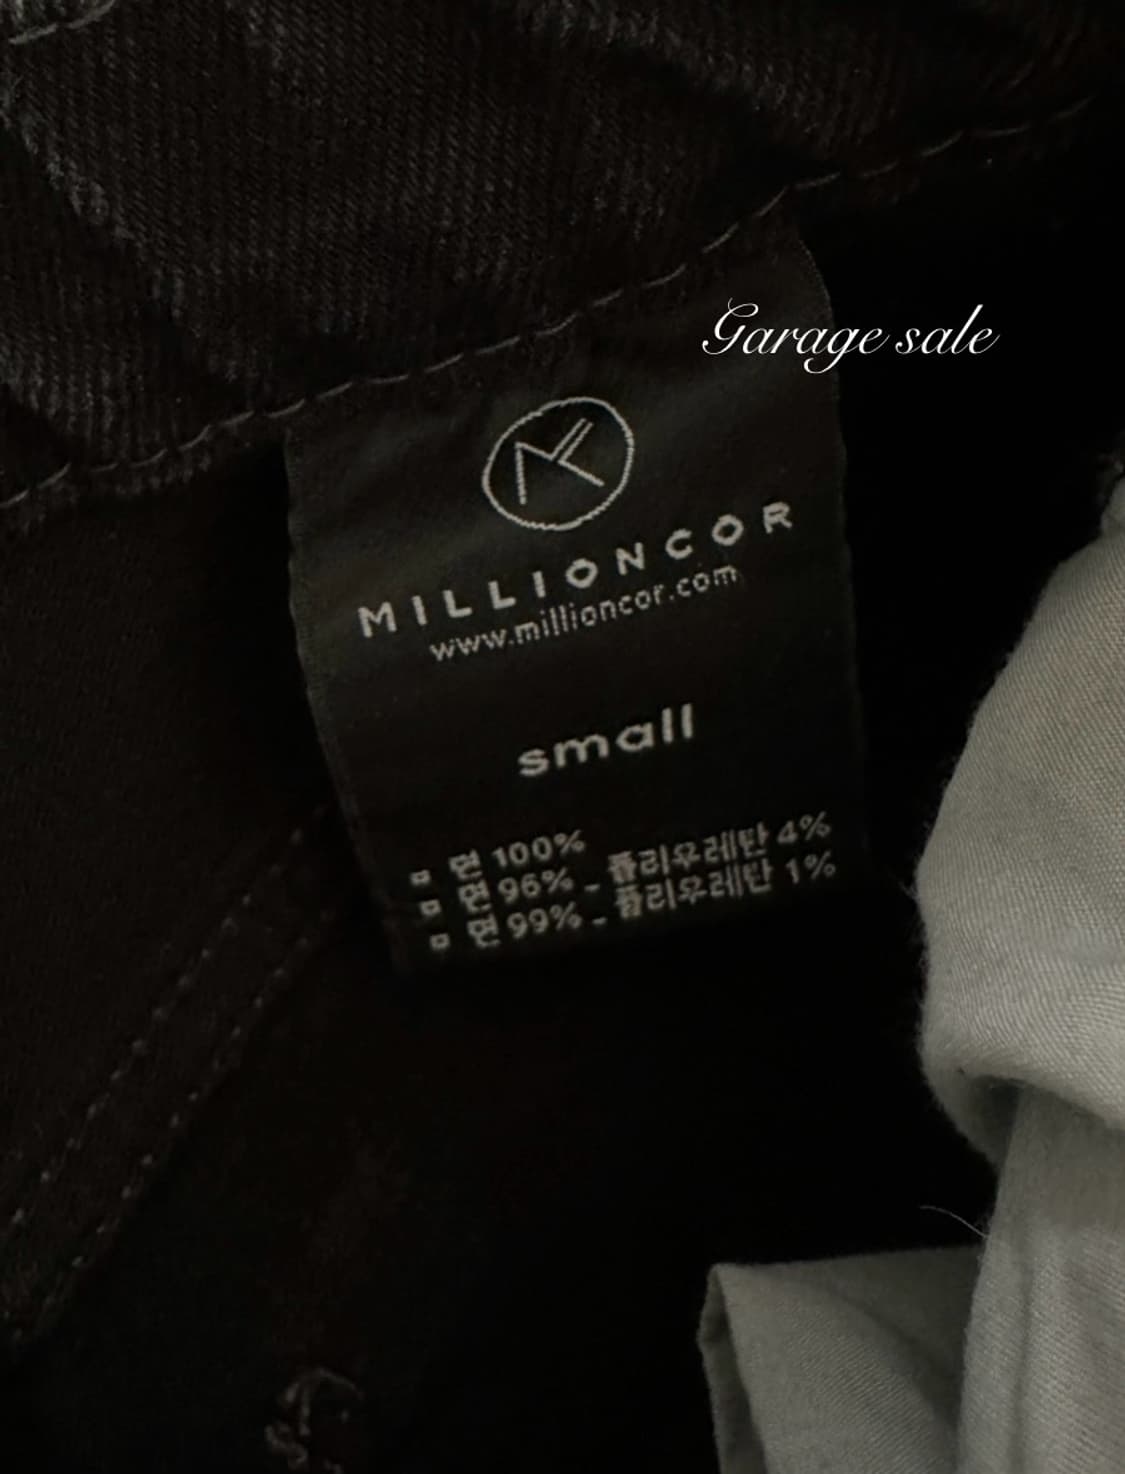 Garage sale
MILLIONCOR
www.millioncor.com
small
▫ 면 100%
▫ 면 96% - 폴리우레탄 4%
▫ 면 99% - 폴리우레탄 1%